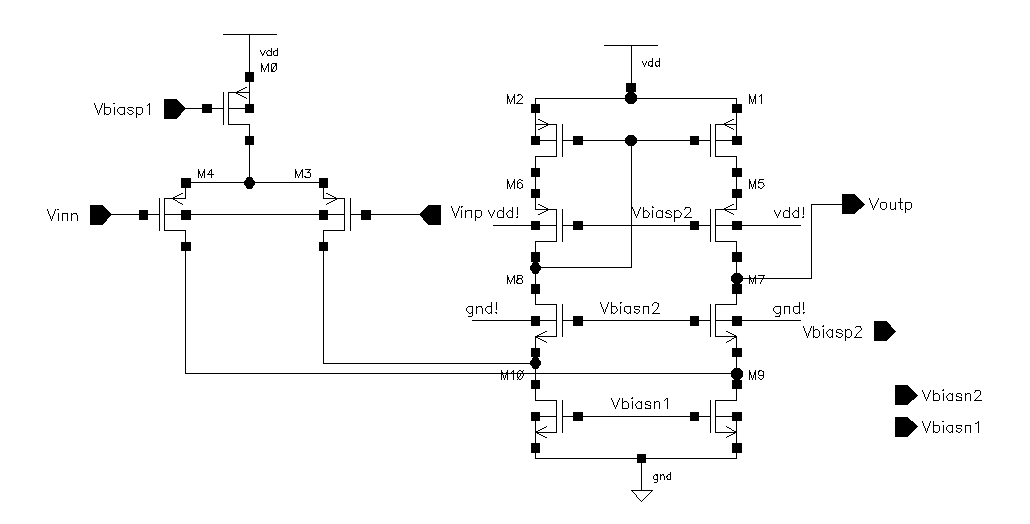 vdd
MØ
Vbiasp1
vdd
M2
M1
M4
M3
M6
M5
Vinn
Vinp
vdd!
Vbiasp2
vdd!
Voutp
M8
M7
gnd!
Vbiasn2
gnd!
Vbiasp2
M1Ø
M9
Vbiasn2
Vbiasn1
Vbiasn1
gnd